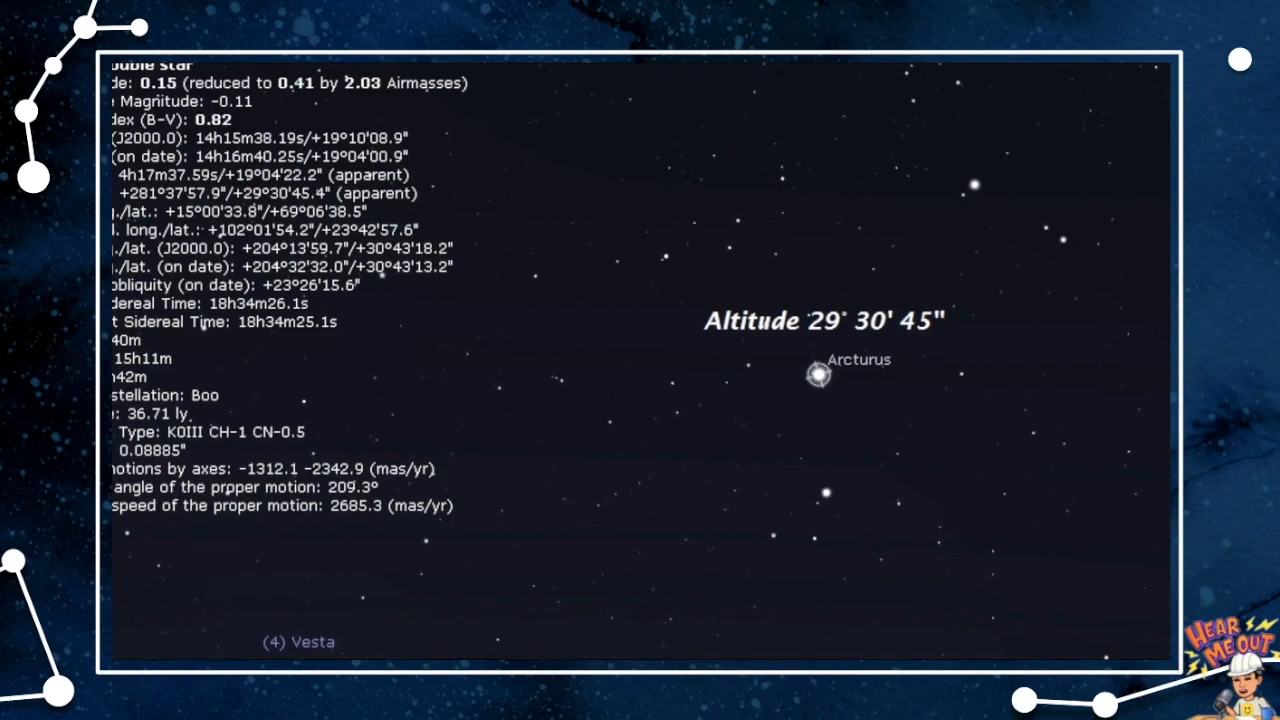 ouble star
de: 0.15 (reduced to 0.41 by 2.03 Airmasses)
Magnitude: -0.11
dex (B-V): 0.82
(J2000.0): 14h15m38.19s/+19°10'08.9"
(on date): 14h16m40.25s/+19°04'00.9"
4h17m37.59s/+19°04'22.2" (apparent)
+281°37'57.9"/+29°30'45.4" (apparent)
./lat.: +15°00'33.8"/+69°06'38.5"
. long./lat.: +102°01'54.2"/+23°42'57.6"
./lat. (J2000.0): +204°13'59.7"/+30°43'18.2"
./lat. (on date): +204°32'32.0"/+30°43'13.2"
obliquity (on date): +23°26'15.6"
dereal Time: 18h34m26.1s
t Sidereal Time: 18h34m25.1s
40m
15h11m
h42m
stellation: Boo
: 36.71 ly
Type: K0III CH-1 CN-0.5
0.08885"
notions by axes: -1312.1 -2342.9 (mas/yr)
angle of the proper motion: 209.3°
speed of the proper motion: 2685.3 (mas/yr)
Altitude 29° 30' 45"
Arcturus
(4) Vesta
HEAR
ME OUT